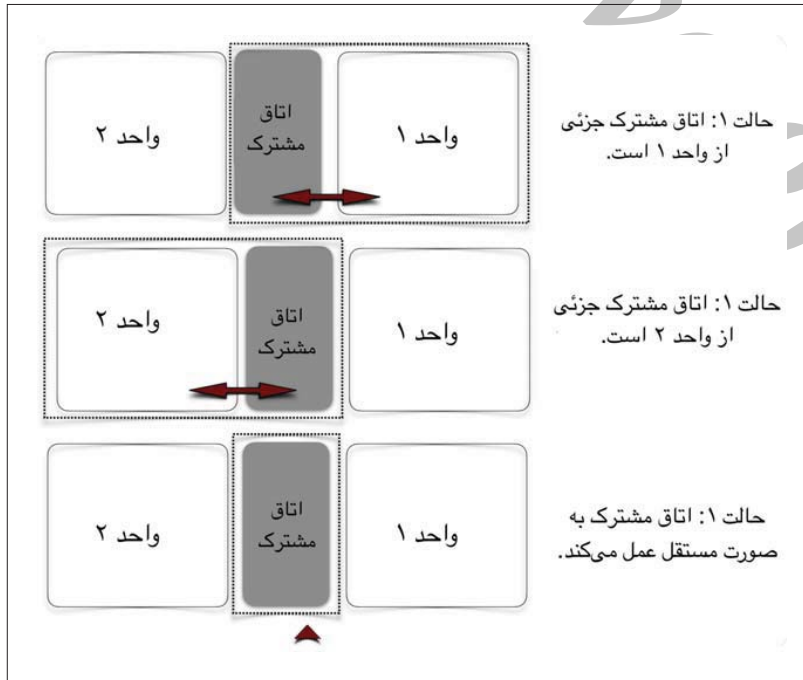 حالت ۱: اتاق مشترک جزئی
از واحد ۱ است.
واحد ۱
اتاق
مشترک
واحد ۲
حالت ۱: اتاق مشترک جزئی
از واحد ۲ است.
واحد ۱
اتاق
مشترک
واحد ۲
حالت ۱: اتاق مشترک به
صورت مستقل عمل می‌کند.
واحد ۱
اتاق
مشترک
واحد ۲